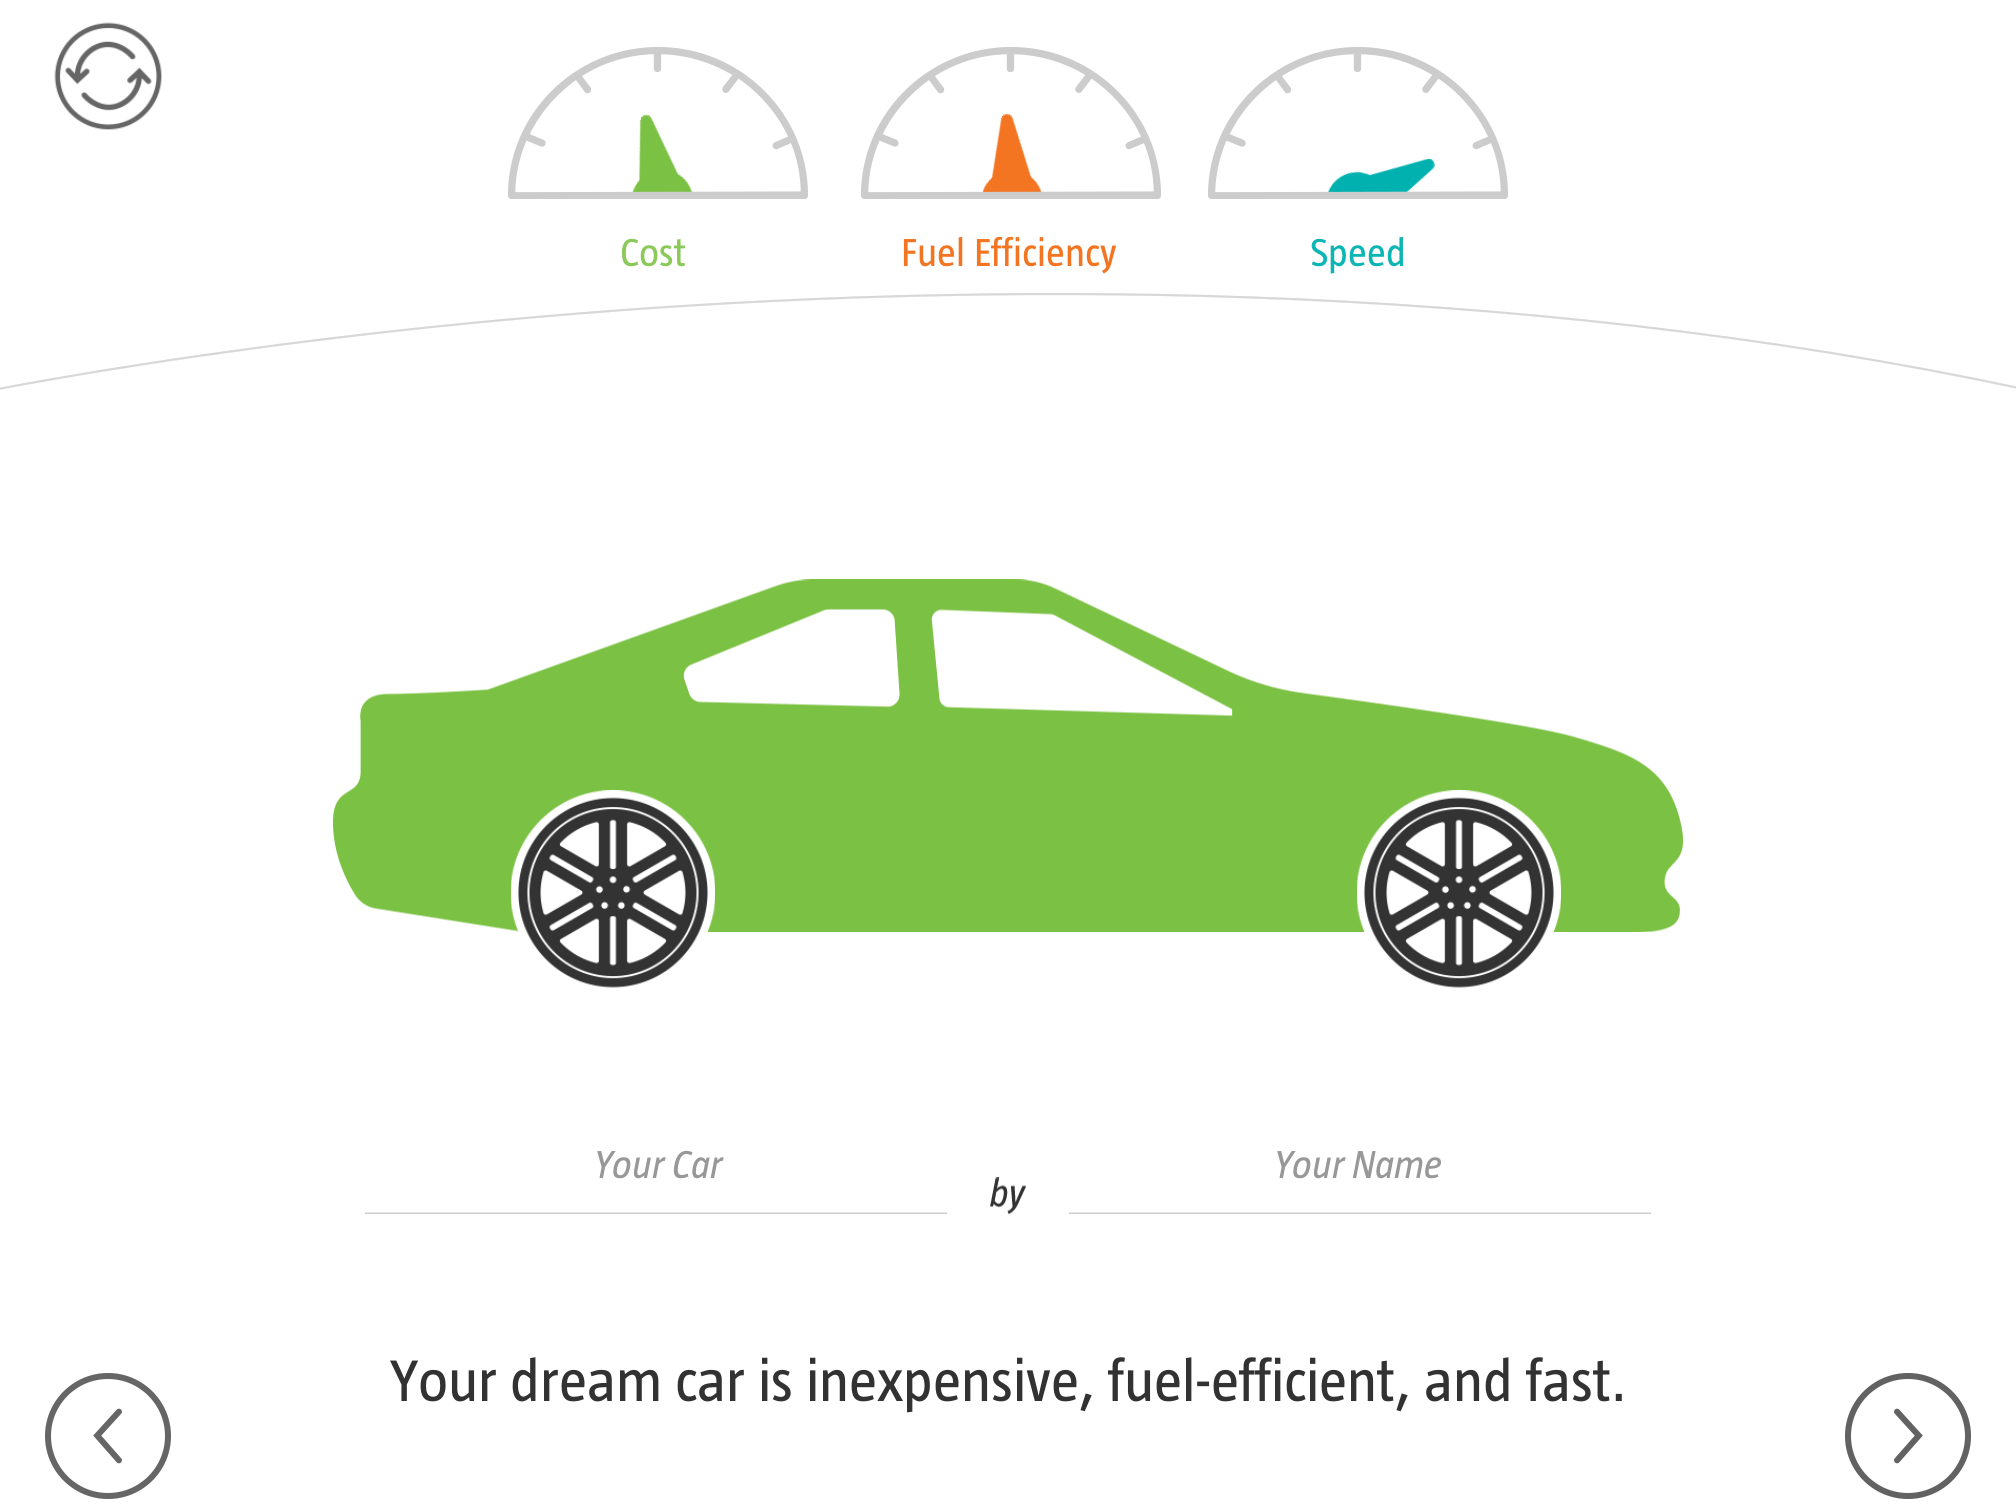 Cost
Fuel Efficiency
Speed
Your Car
by
Your Name
Your dream car is inexpensive, fuel-efficient, and fast.